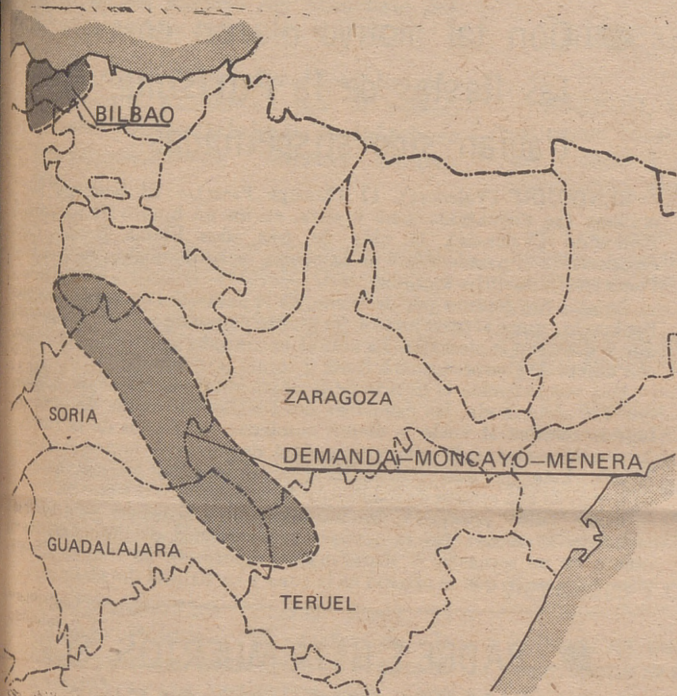 BILBAO
ZARAGOZA
SORIA
DEMANDA–MONCAYO–MENERA
GUADALAJARA
TERUEL